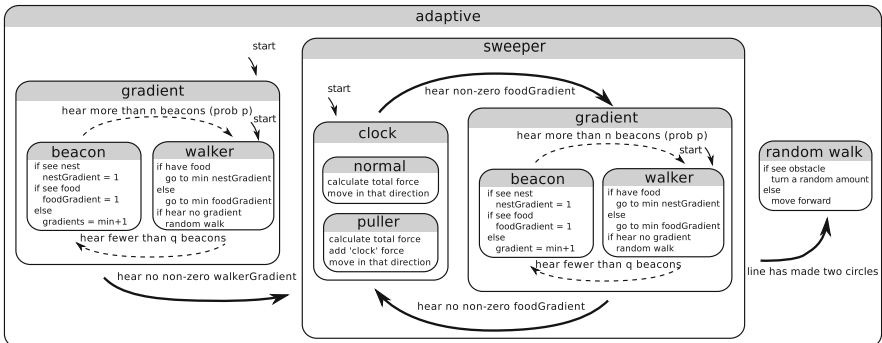 adaptive
start
gradient
hear more than n beacons (prob p)
start
beacon
if see nest
nestGradient = 1
if see food
foodGradient = 1
else
gradients = min+1
walker
if have food
go to min nestGradient
else
go to min foodGradient
if hear no gradient
random walk
hear fewer than q beacons
hear no non-zero walkerGradient
sweeper
start
hear non-zero foodGradient
clock
normal
calculate total force
move in that direction
puller
calculate total force
add 'clock' force
move in that direction
gradient
hear more than n beacons (prob p)
start
beacon
if see nest
nestGradient = 1
if see food
foodGradient = 1
else
gradient = min+1
walker
if have food
go to min nestGradient
else
go to min foodGradient
if hear no gradient
random walk
hear fewer than q beacons
hear no non-zero foodGradient
random walk
if see obstacle
turn a random amount
else
move forward
line has made two circles